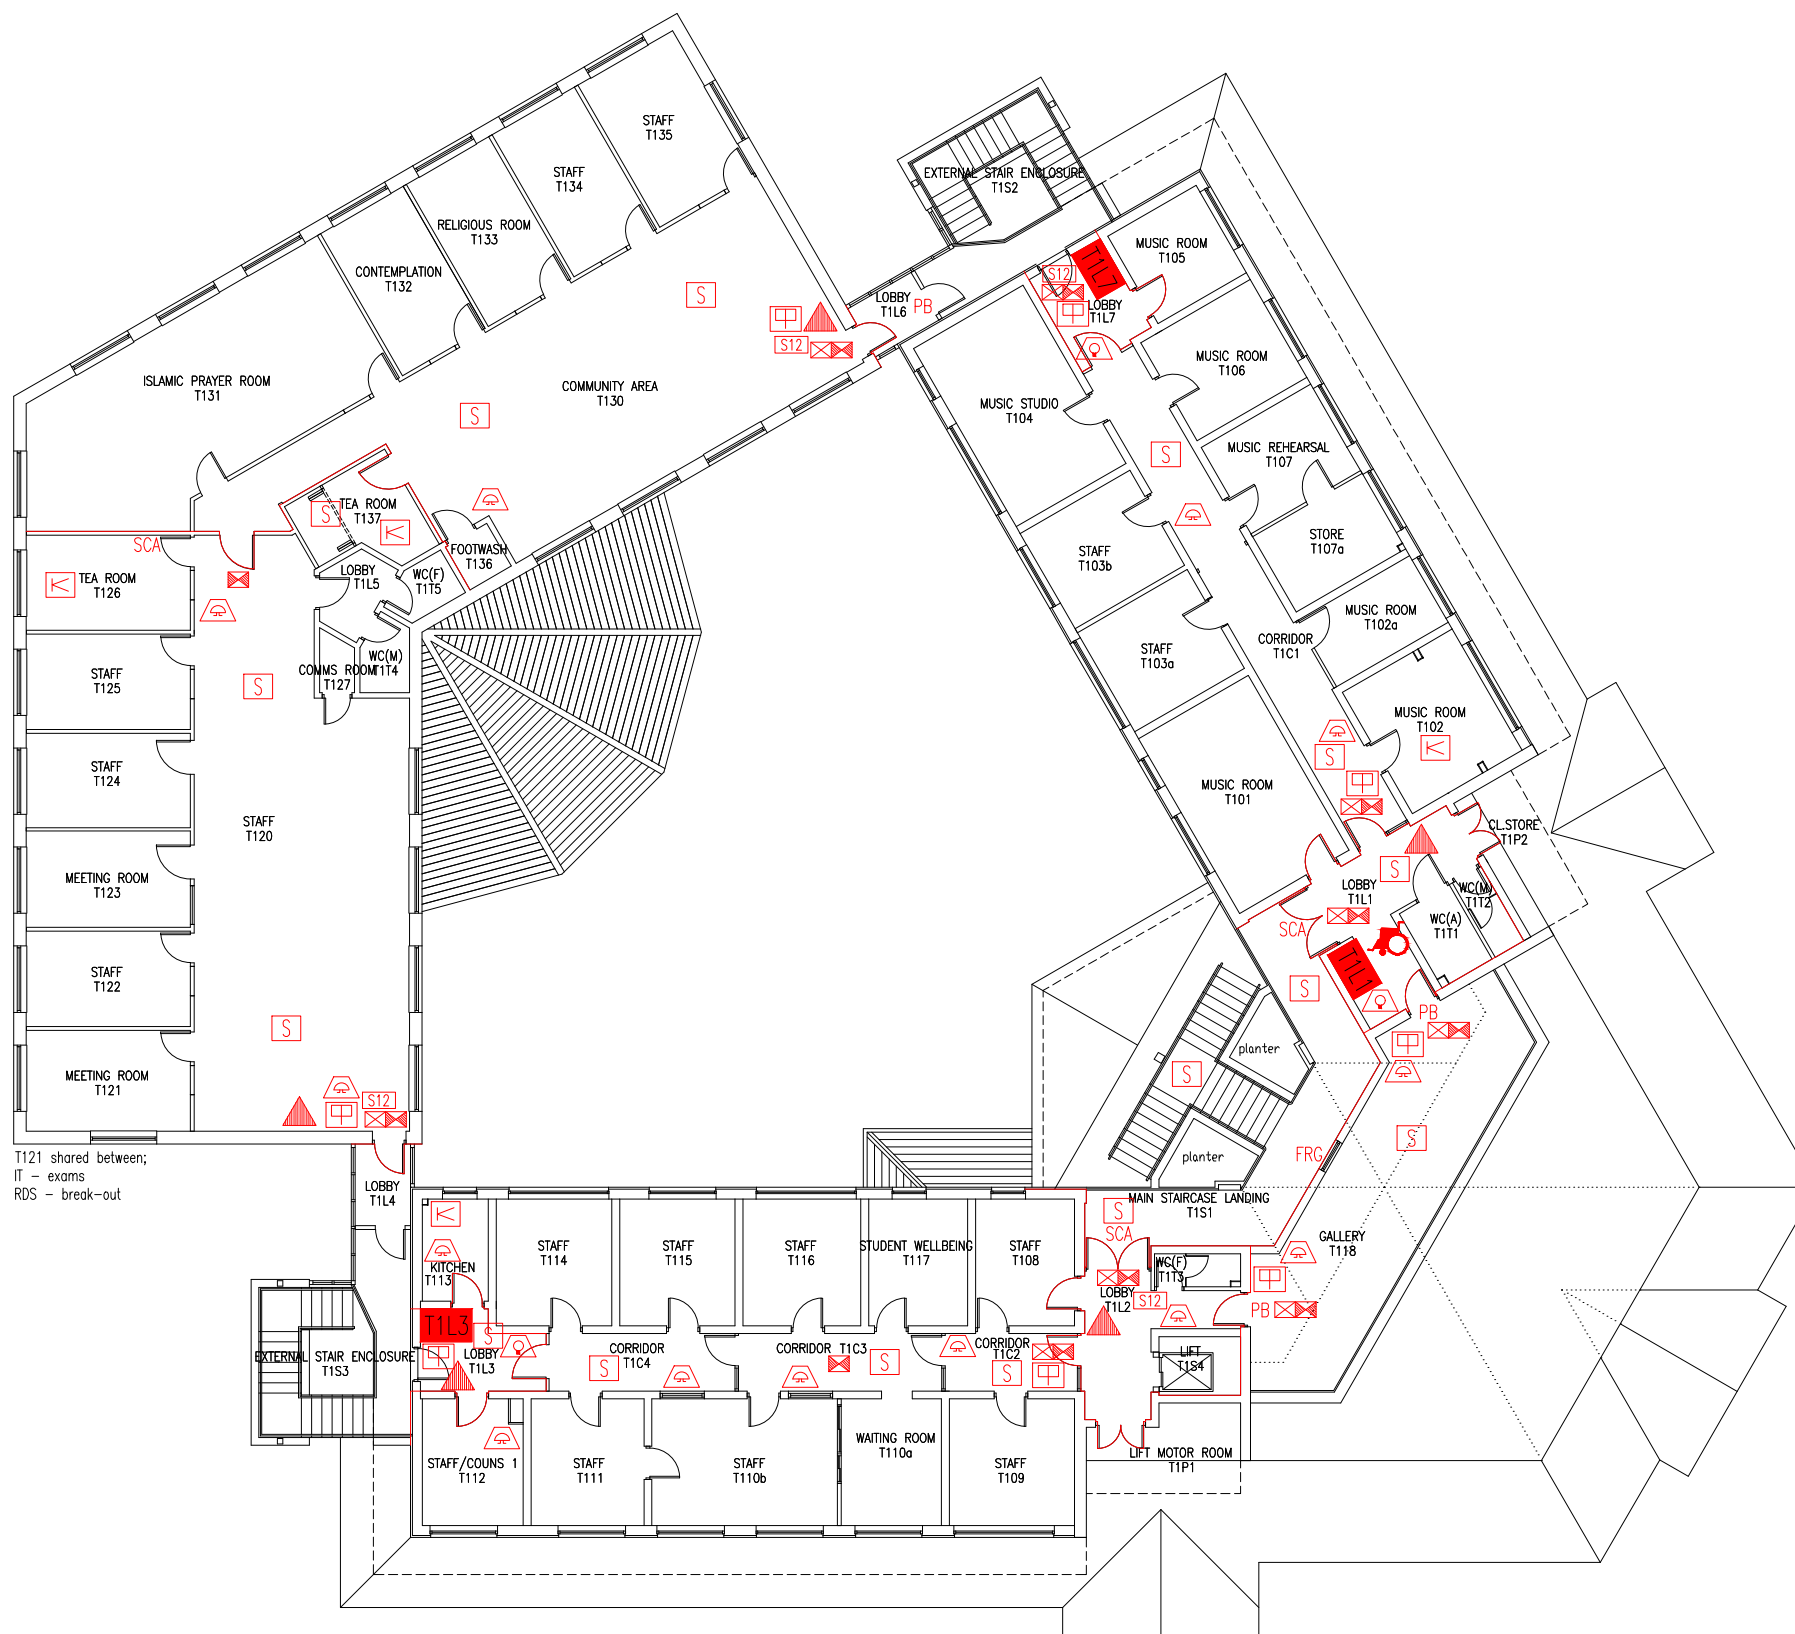 STAFF
T135
STAFF
T134
RELIGIOUS ROOM
T133
CONTEMPLATION
T132
ISLAMIC PRAYER ROOM
T131
COMMUNITY AREA
T130
S
S
S12
LOBBY
T1L6
PB
EXTERNAL STAIR ENCLOSURE
T1S2
S12
T1L7
LOBBY
T1L7
MUSIC ROOM
T105
MUSIC ROOM
T106
MUSIC STUDIO
T104
S
MUSIC REHEARSAL
T107
STORE
T107a
STAFF
T103b
MUSIC ROOM
T102a
CORRIDOR
T1C1
STAFF
T103a
MUSIC ROOM
T102
K
S
MUSIC ROOM
T101
CL.STORE
T1P2
S
LOBBY
T1L1
WC(M)
T1T2
WC(A)
T1T1
SCA
T1L1
S
PB
S
planter
planter
FRG
S
TEA ROOM
T137
S
K
FOOTWASH
T136
LOBBY
T1L5
WC(F)
T1T5
WC(M)
T1T4
COMMS ROOM
T127
SCA
TEA ROOM
T126
K
STAFF
T125
S
STAFF
T124
STAFF
T120
MEETING ROOM
T123
STAFF
T122
S
MEETING ROOM
T121
S12
T121 shared between;
IT - exams
RDS - break-out
LOBBY
T1L4
EXTERNAL STAIR ENCLOSURE
T1S3
K
KITCHEN
T113
T1L3
S
LOBBY
T1L3
STAFF
T114
STAFF
T115
STAFF
T116
STUDENT WELLBEING
T117
STAFF
T108
MAIN STAIRCASE LANDING
T1S1
S
SCA
WC(F)
T1T3
LOBBY
T1L2
S12
GALLERY
T118
PB
LIFT
T1S4
CORRIDOR
T1C4
S
CORRIDOR T1C3
S
CORRIDOR
T1C2
S
STAFF/COUNS 1
T112
STAFF
T111
STAFF
T110b
WAITING ROOM
T110a
STAFF
T109
LIFT MOTOR ROOM
T1P1